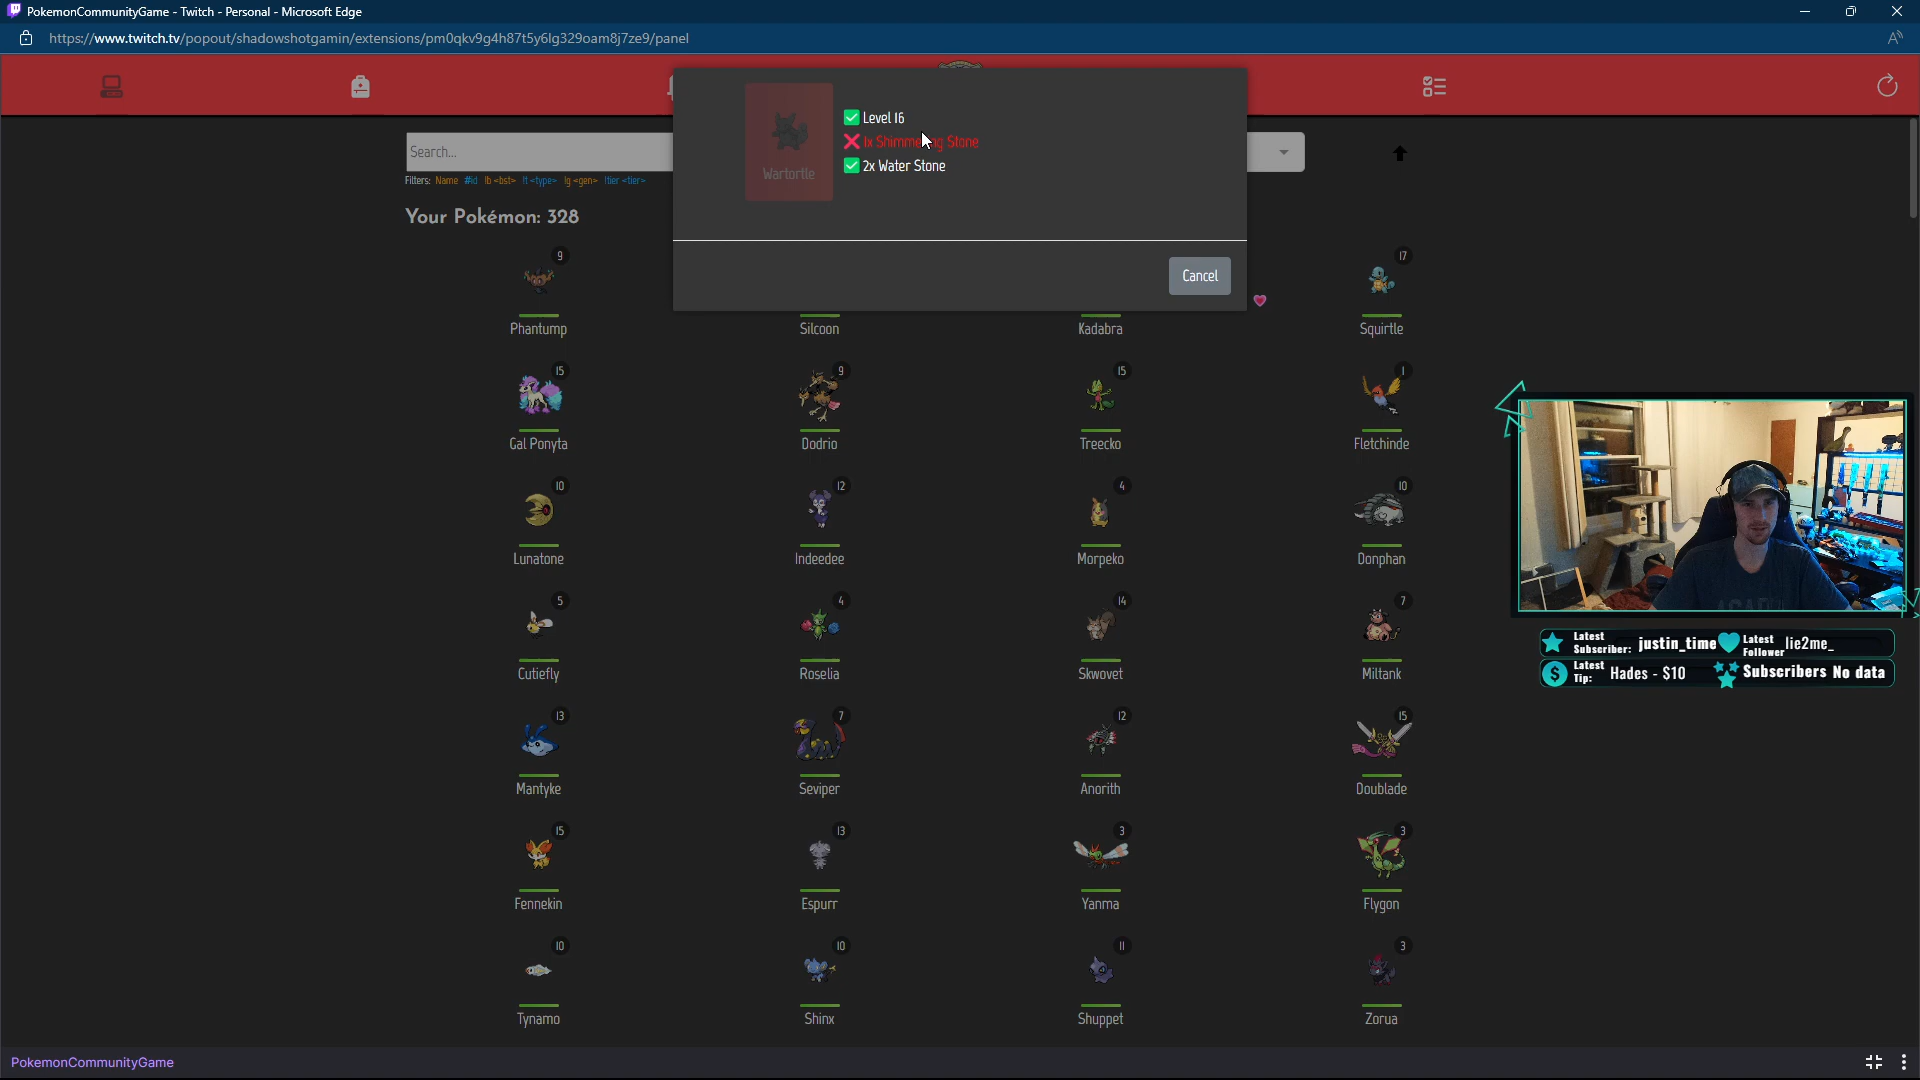 PokemonCommunityGame - Twitch - Personal - Microsoft Edge
https://www.twitch.tv/popout/shadowshotgamin/extensions/pm0qkv9g4h87t5y6lg329oam8j7ze9/panel
Level 16
1x Shimmering Stone
2x Water Stone
Wartortle
Search...
Filters: Name #id !b <bst> !t <type> !g <gen> !tier <tier>
Your Pokémon: 328
Cancel
9 17
Phantump Silcoon Kadabra Squirtle
15 9 15 1
Gal Ponyta Dodrio Treecko Fletchinde
10 12 4 10
Lunatone Indeedee Morpeko Donphan
5 4 14 7
Cutiefly Roselia Skwovet Miltank
13 7 12 15
Mantyke Seviper Anorith Doublade
15 13 3 3
Fennekin Espurr Yanma Flygon
10 10 11 3
Tynamo Shinx Shuppet Zorua
Latest Subscriber: justin_time Latest Follower lie2me_
Latest Tip: Hades - $10 Subscribers No data
PokemonCommunityGame